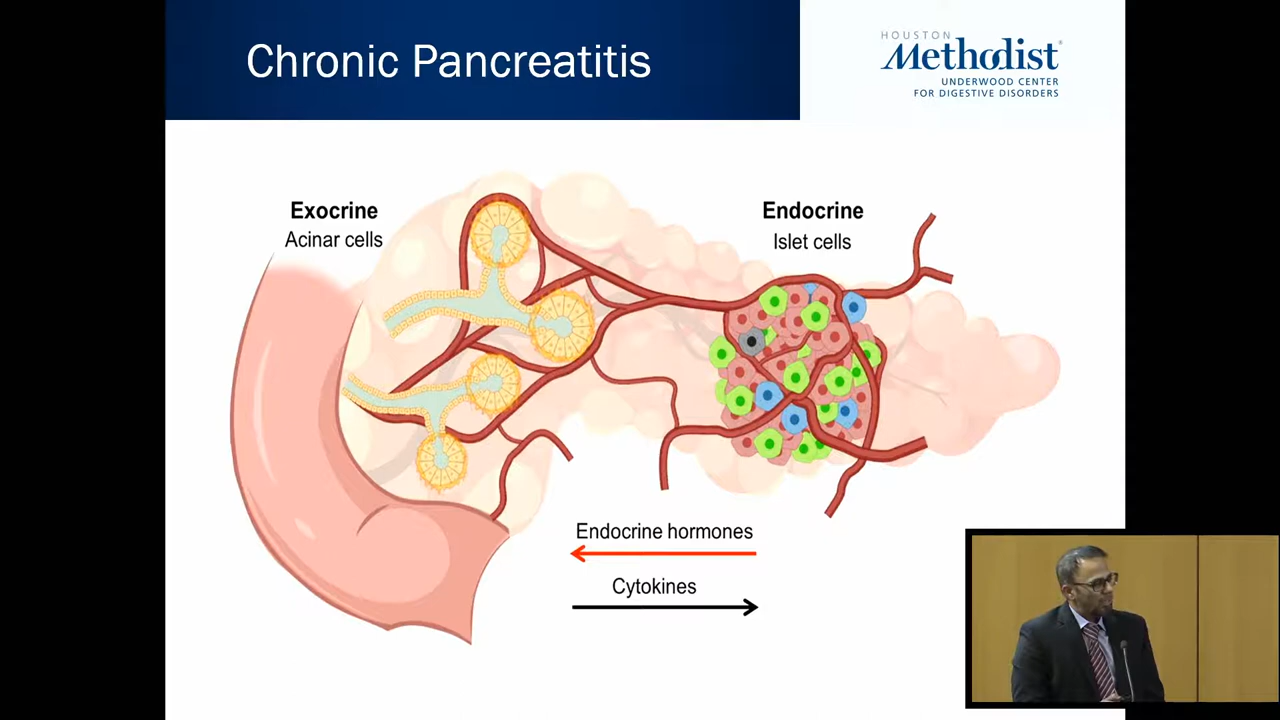 Chronic Pancreatitis
HOUSTON
Methodist
UNDERWOOD CENTER
FOR DIGESTIVE DISORDERS
Exocrine
Acinar cells
Endocrine
Islet cells
Endocrine hormones
Cytokines